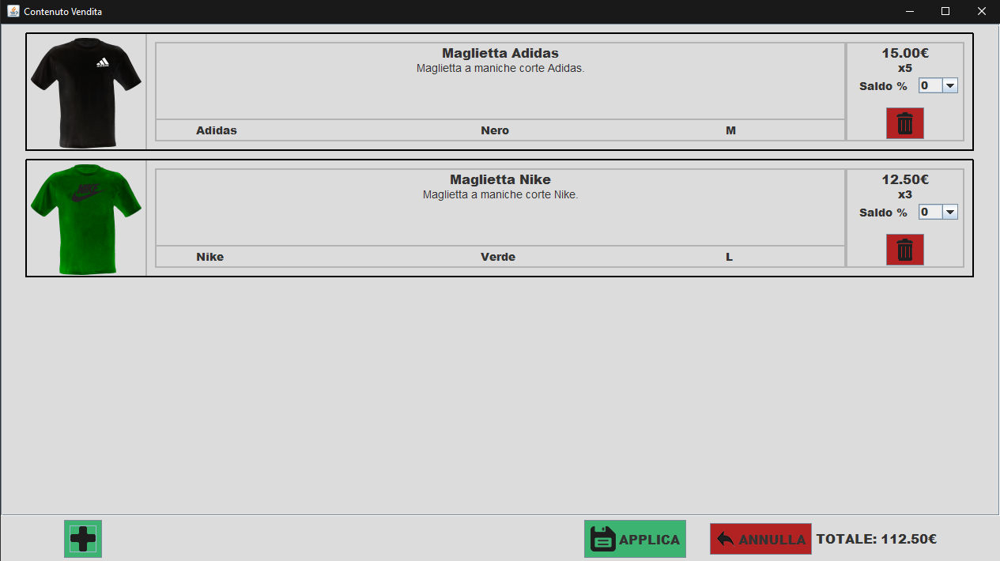 Contenuto Vendita
Maglietta Adidas
Maglietta a maniche corte Adidas.
Adidas
Nero
M
15.00€
x5
Saldo %
0
NIKE
Maglietta Nike
Maglietta a maniche corte Nike.
Nike
Verde
L
12.50€
x3
Saldo %
0
APPLICA
ANNULLA
TOTALE: 112.50€